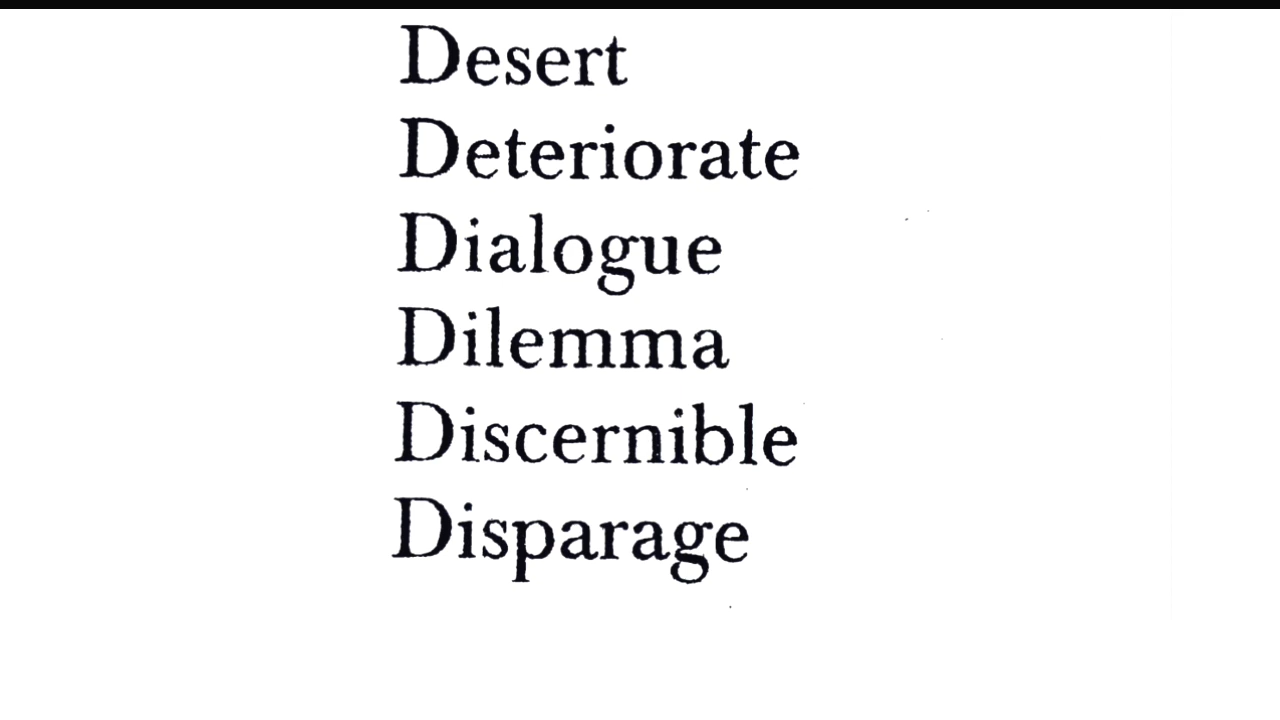 Desert
Deteriorate
Dialogue
Dilemma
Discernible
Disparage